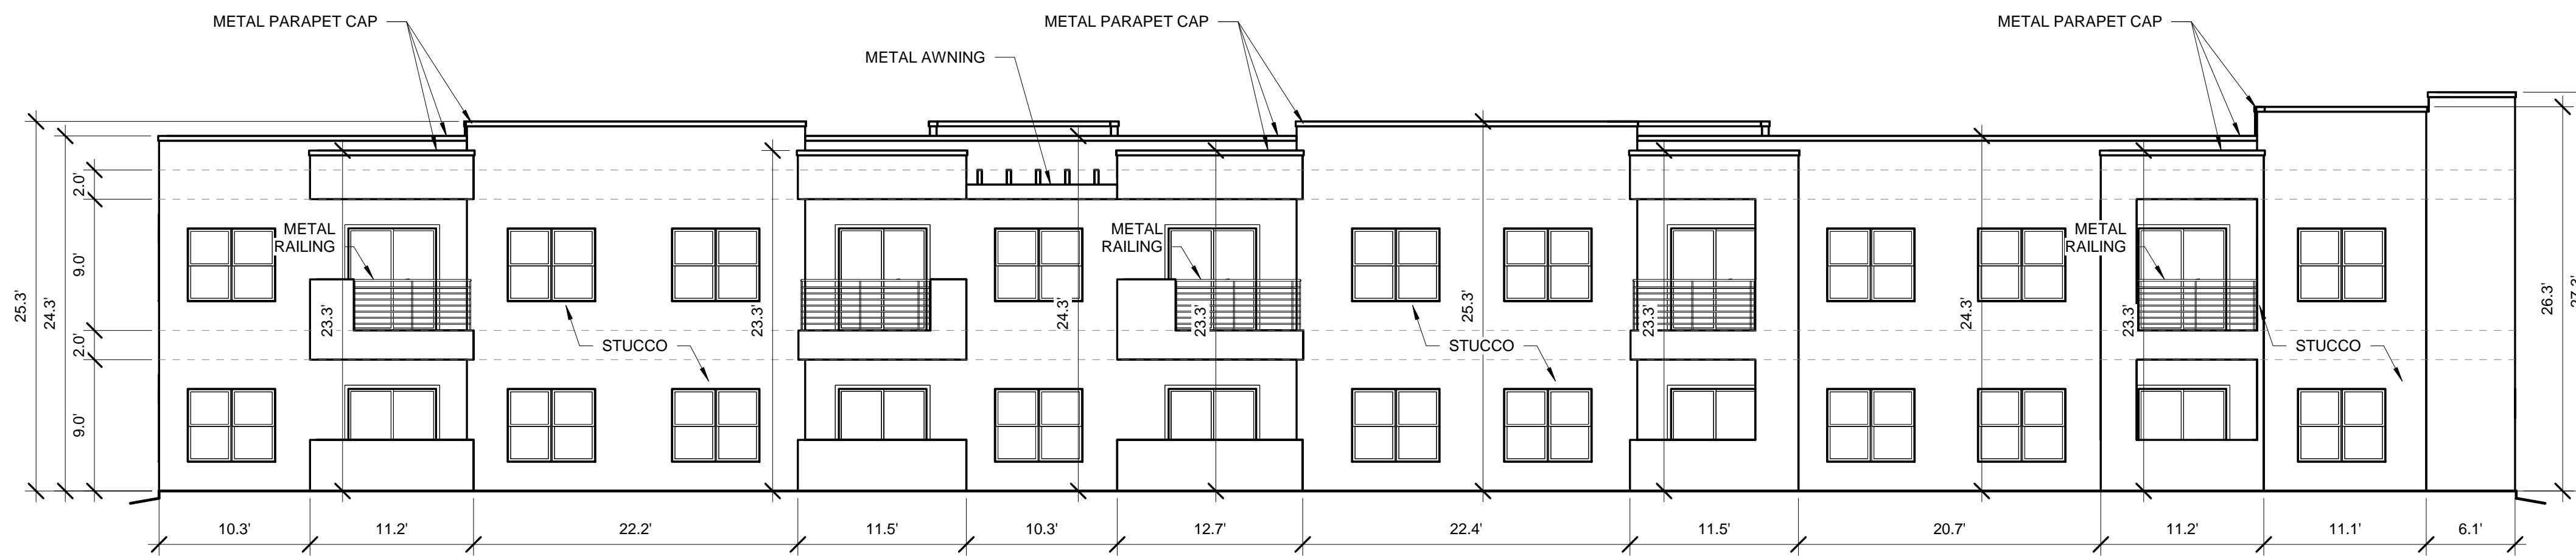 METAL PARAPET CAP
METAL PARAPET CAP
METAL PARAPET CAP
METAL AWNING
25.3'
24.3'
2.0'
9.0'
2.0'
9.0'
METAL
RAILING
METAL
RAILING
METAL
RAILING
23.3'
23.3'
24.3'
23.3'
25.3'
23.3'
24.3'
23.3'
26.3'
STUCCO
STUCCO
STUCCO
10.3'
11.2'
22.2'
11.5'
10.3'
12.7'
22.4'
11.5'
20.7'
11.2'
11.1'
6.1'